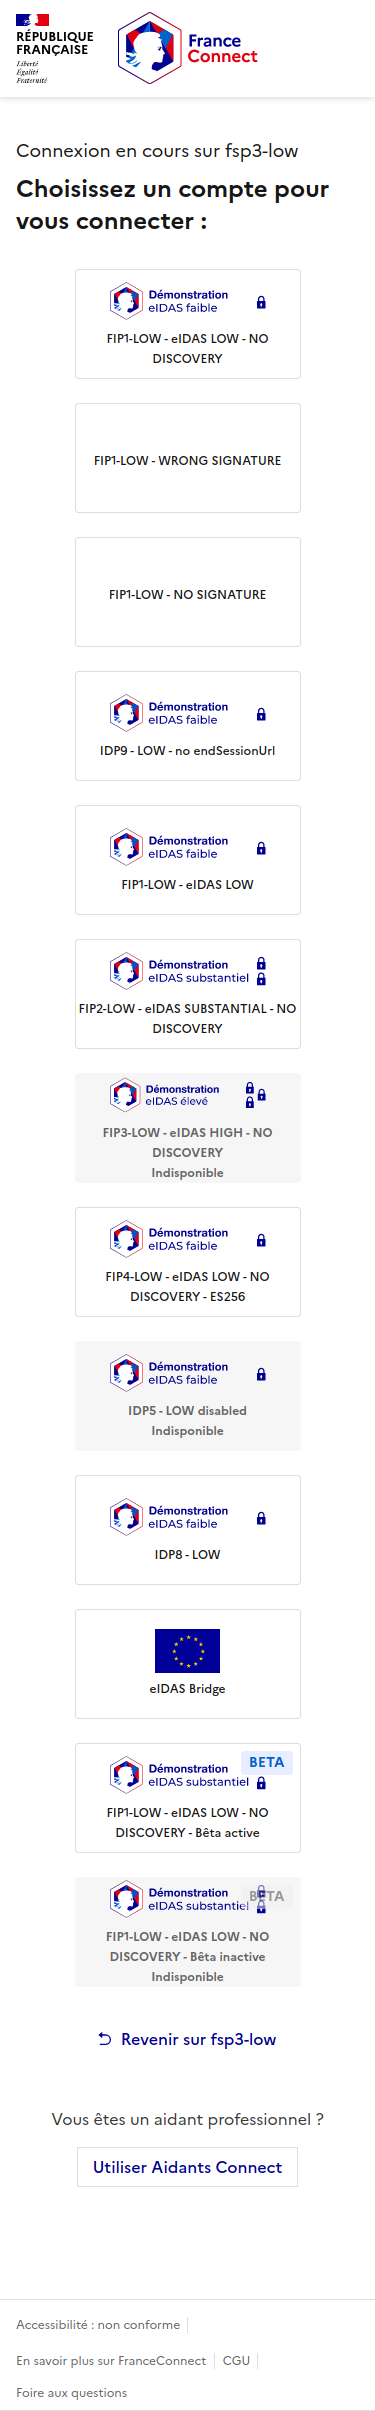 RÉPUBLIQUE
FRANÇAISE
Liberté
Égalité
Fraternité
France
Connect
Connexion en cours sur fsp3-low
Choisissez un compte pour
vous connecter :
Démonstration
eIDAS faible
FIP1-LOW - eIDAS LOW - NO
DISCOVERY
FIP1-LOW - WRONG SIGNATURE
FIP1-LOW - NO SIGNATURE
Démonstration
eIDAS faible
IDP9 - LOW - no endSessionUrl
Démonstration
eIDAS faible
FIP1-LOW - eIDAS LOW
Démonstration
eIDAS substantiel
FIP2-LOW - eIDAS SUBSTANTIAL - NO
DISCOVERY
Démonstration
eIDAS élevé
FIP3-LOW - eIDAS HIGH - NO
DISCOVERY
Indisponible
Démonstration
eIDAS faible
FIP4-LOW - eIDAS LOW - NO
DISCOVERY - ES256
Démonstration
eIDAS faible
IDP5 - LOW disabled
Indisponible
Démonstration
eIDAS faible
IDP8 - LOW
eIDAS Bridge
BETA
Démonstration
eIDAS substantiel
FIP1-LOW - eIDAS LOW - NO
DISCOVERY - Bêta active
BETA
Démonstration
eIDAS substantiel
FIP1-LOW - eIDAS LOW - NO
DISCOVERY - Bêta inactive
Indisponible
Revenir sur fsp3-low
Vous êtes un aidant professionnel ?
Utiliser Aidants Connect
Accessibilité : non conforme
En savoir plus sur FranceConnect
CGU
Foire aux questions